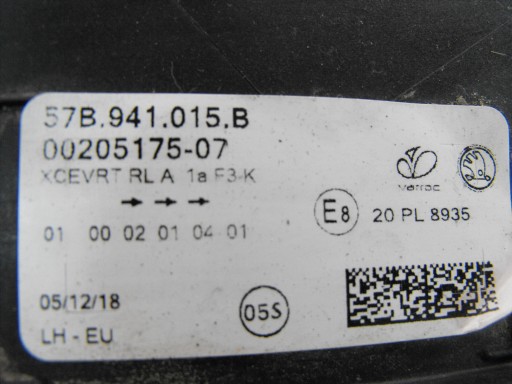 57B.941.015.B
00205175-07
XCEVRT RL A 1a F3-K
varroc
→ → →
E8 20 PL 8935
01 00 02 01 04 01
05/12/18
05S
LH - EU